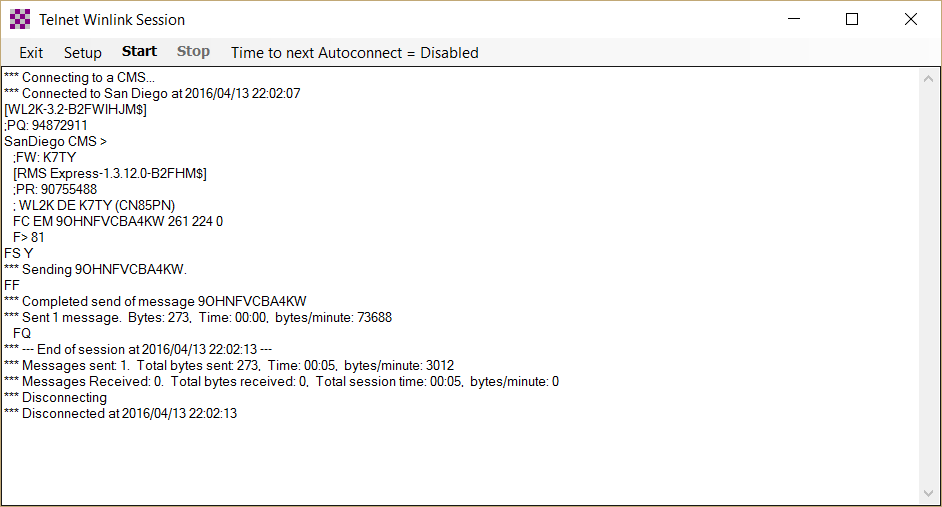 Telnet Winlink Session
Exit Setup Start Stop Time to next Autoconnect = Disabled
*** Connecting to a CMS...
*** Connected to San Diego at 2016/04/13 22:02:07
[WL2K-3.2-B2FWIHJM$]
;PQ: 94872911
SanDiego CMS >
;FW: K7TY
[RMS Express-1.3.12.0-B2FHM$]
;PR: 90755488
; WL2K DE K7TY (CN85PN)
FC EM 9OHNFVCBA4KW 261 224 0
F> 81
FS Y
*** Sending 9OHNFVCBA4KW.
FF
*** Completed send of message 9OHNFVCBA4KW
*** Sent 1 message. Bytes: 273, Time: 00:00, bytes/minute: 73688
FQ
*** --- End of session at 2016/04/13 22:02:13 ---
*** Messages sent: 1. Total bytes sent: 273, Time: 00:05, bytes/minute: 3012
*** Messages Received: 0. Total bytes received: 0, Total session time: 00:05, bytes/minute: 0
*** Disconnecting
*** Disconnected at 2016/04/13 22:02:13